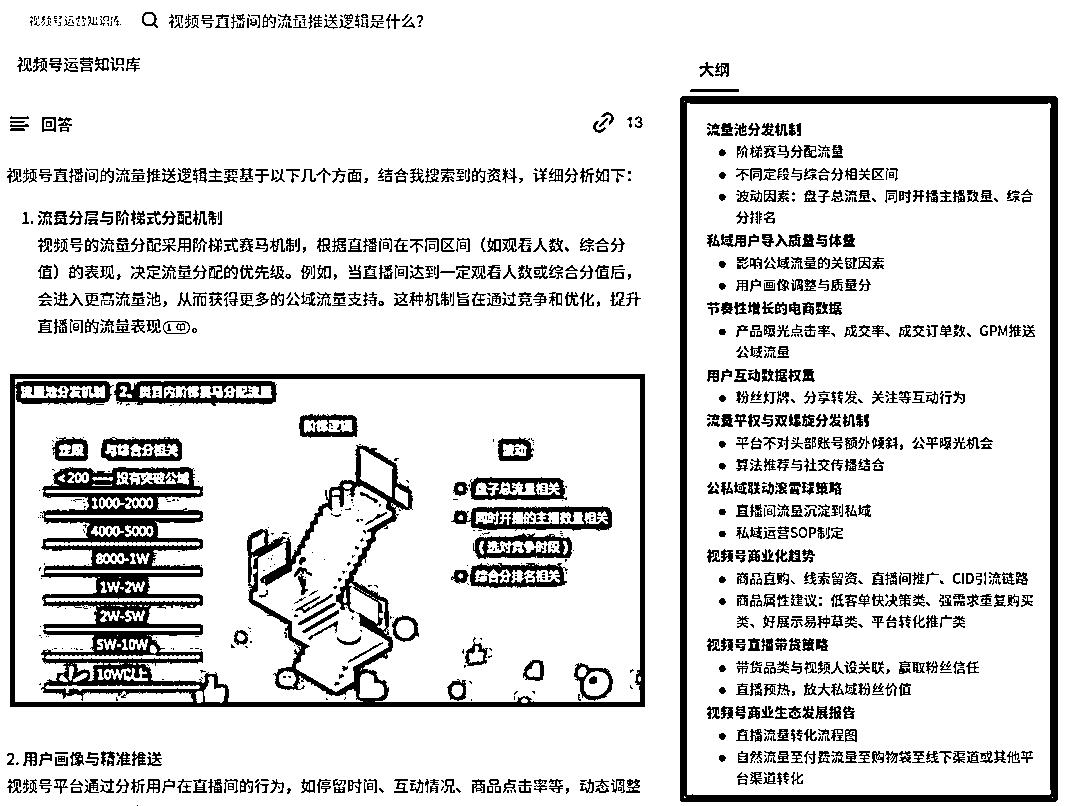 视频号运营知识库 视频号直播间的流量推送逻辑是什么?
视频号运营知识库
回答 13
视频号直播间的流量推送逻辑主要基于以下几个方面，结合我搜索到的资料，详细分析如下：
1. 流量分层与阶梯式分配机制
视频号的流量分配采用阶梯式赛马机制，根据直播间在不同区间（如观看人数、综合分
值）的表现，决定流量分配的优先级。例如，当直播间达到一定观看人数或综合分值后，
会进入更高流量池，从而获得更多的公域流量支持。这种机制旨在通过竞争和优化，提升
直播间的流量表现
流量池分发机制 2. 类目内阶梯赛马分配流量
阶梯逻辑
定段 与综合分相关
<200 — 没有突破公域
1000-2000
4000-5000
8000-1W
1W-2W
2W-5W
5W-10W
10W以上
波动
盘子总流量相关
同时开播的主播数量相关
（绝对竞争时段）
综合分排名相关
2. 用户画像与精准推送
视频号平台通过分析用户在直播间的行为，如停留时间、互动情况、商品点击率等，动态调整
大纲
流量池分发机制
• 阶梯赛马分配流量
• 不同定段与综合分相关区间
• 波动因素：盘子总流量、同时开播主播数量、综合
分排名
私域用户导入质量与体量
• 影响公域流量的关键因素
• 用户画像调整与质量分
节奏性增长的电商数据
• 产品曝光点击率、成交率、成交订单数、GPM推送
公域流量
用户互动数据权重
• 粉丝灯牌、分享转发、关注等互动行为
流量平权与双螺旋分发机制
• 平台不对头部账号额外倾斜，公平曝光机会
• 算法推荐与社交传播结合
公私域联动滚雪球策略
• 直播间流量沉淀到私域
• 私域运营SOP制定
视频号商业化趋势
• 商品直购、线索留资、直播间推广、CID引流链路
• 商品属性建议：低客单快决策类、强需求重复购买
类、好展示易种草类、平台转化推广类
视频号直播带货策略
• 带货品类与视频人设关联，赢取粉丝信任
• 直播预热，放大私域粉丝价值
视频号商业生态发展报告
• 直播流量转化流程图
• 自然流量至付费流量至购物袋至线下渠道或其他平
台渠道转化